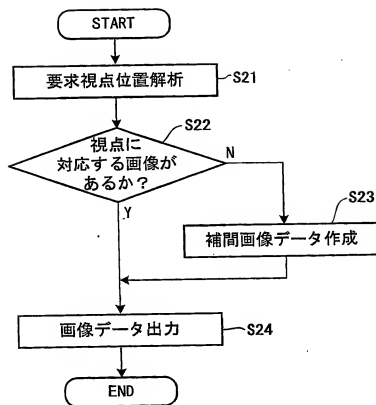 START
要求視点位置解析
S21
視点に
対応する画像が
あるか？
S22
N
Y
補間画像データ作成
S23
画像データ出力
S24
END